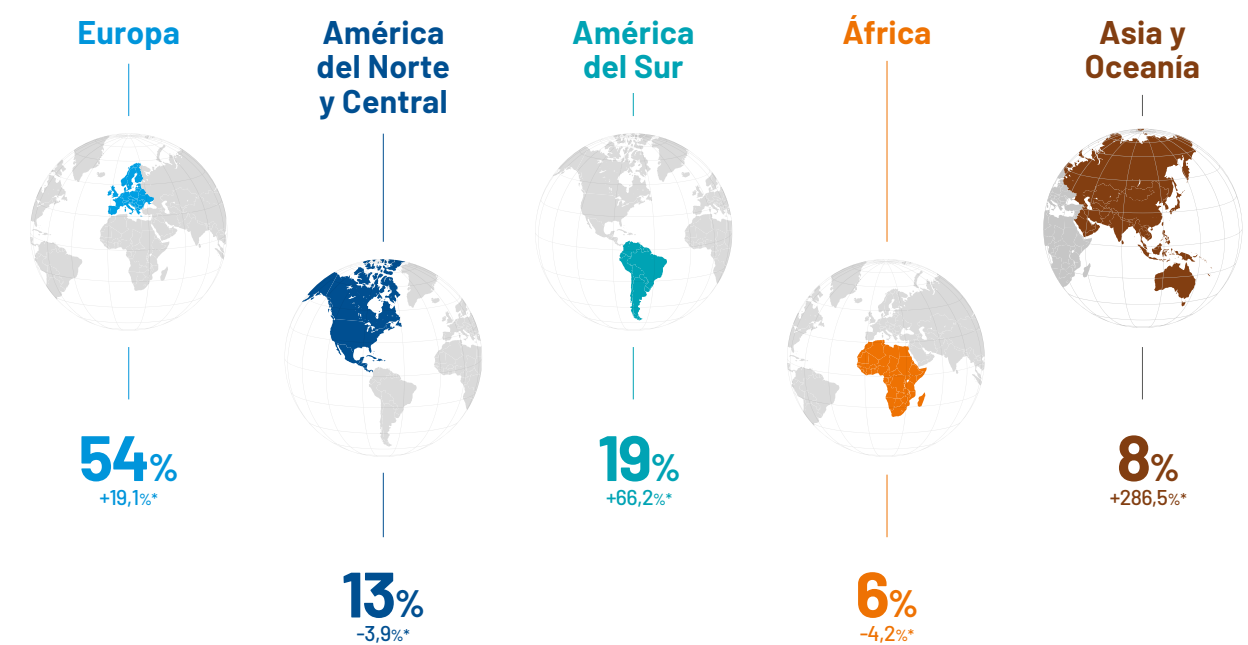 Europa
54%
+19,1%*
América
del Norte
y Central
13%
-3,9%*
América
del Sur
19%
+66,2%*
África
6%
-4,2%*
Asia y
Oceanía
8%
+286,5%*